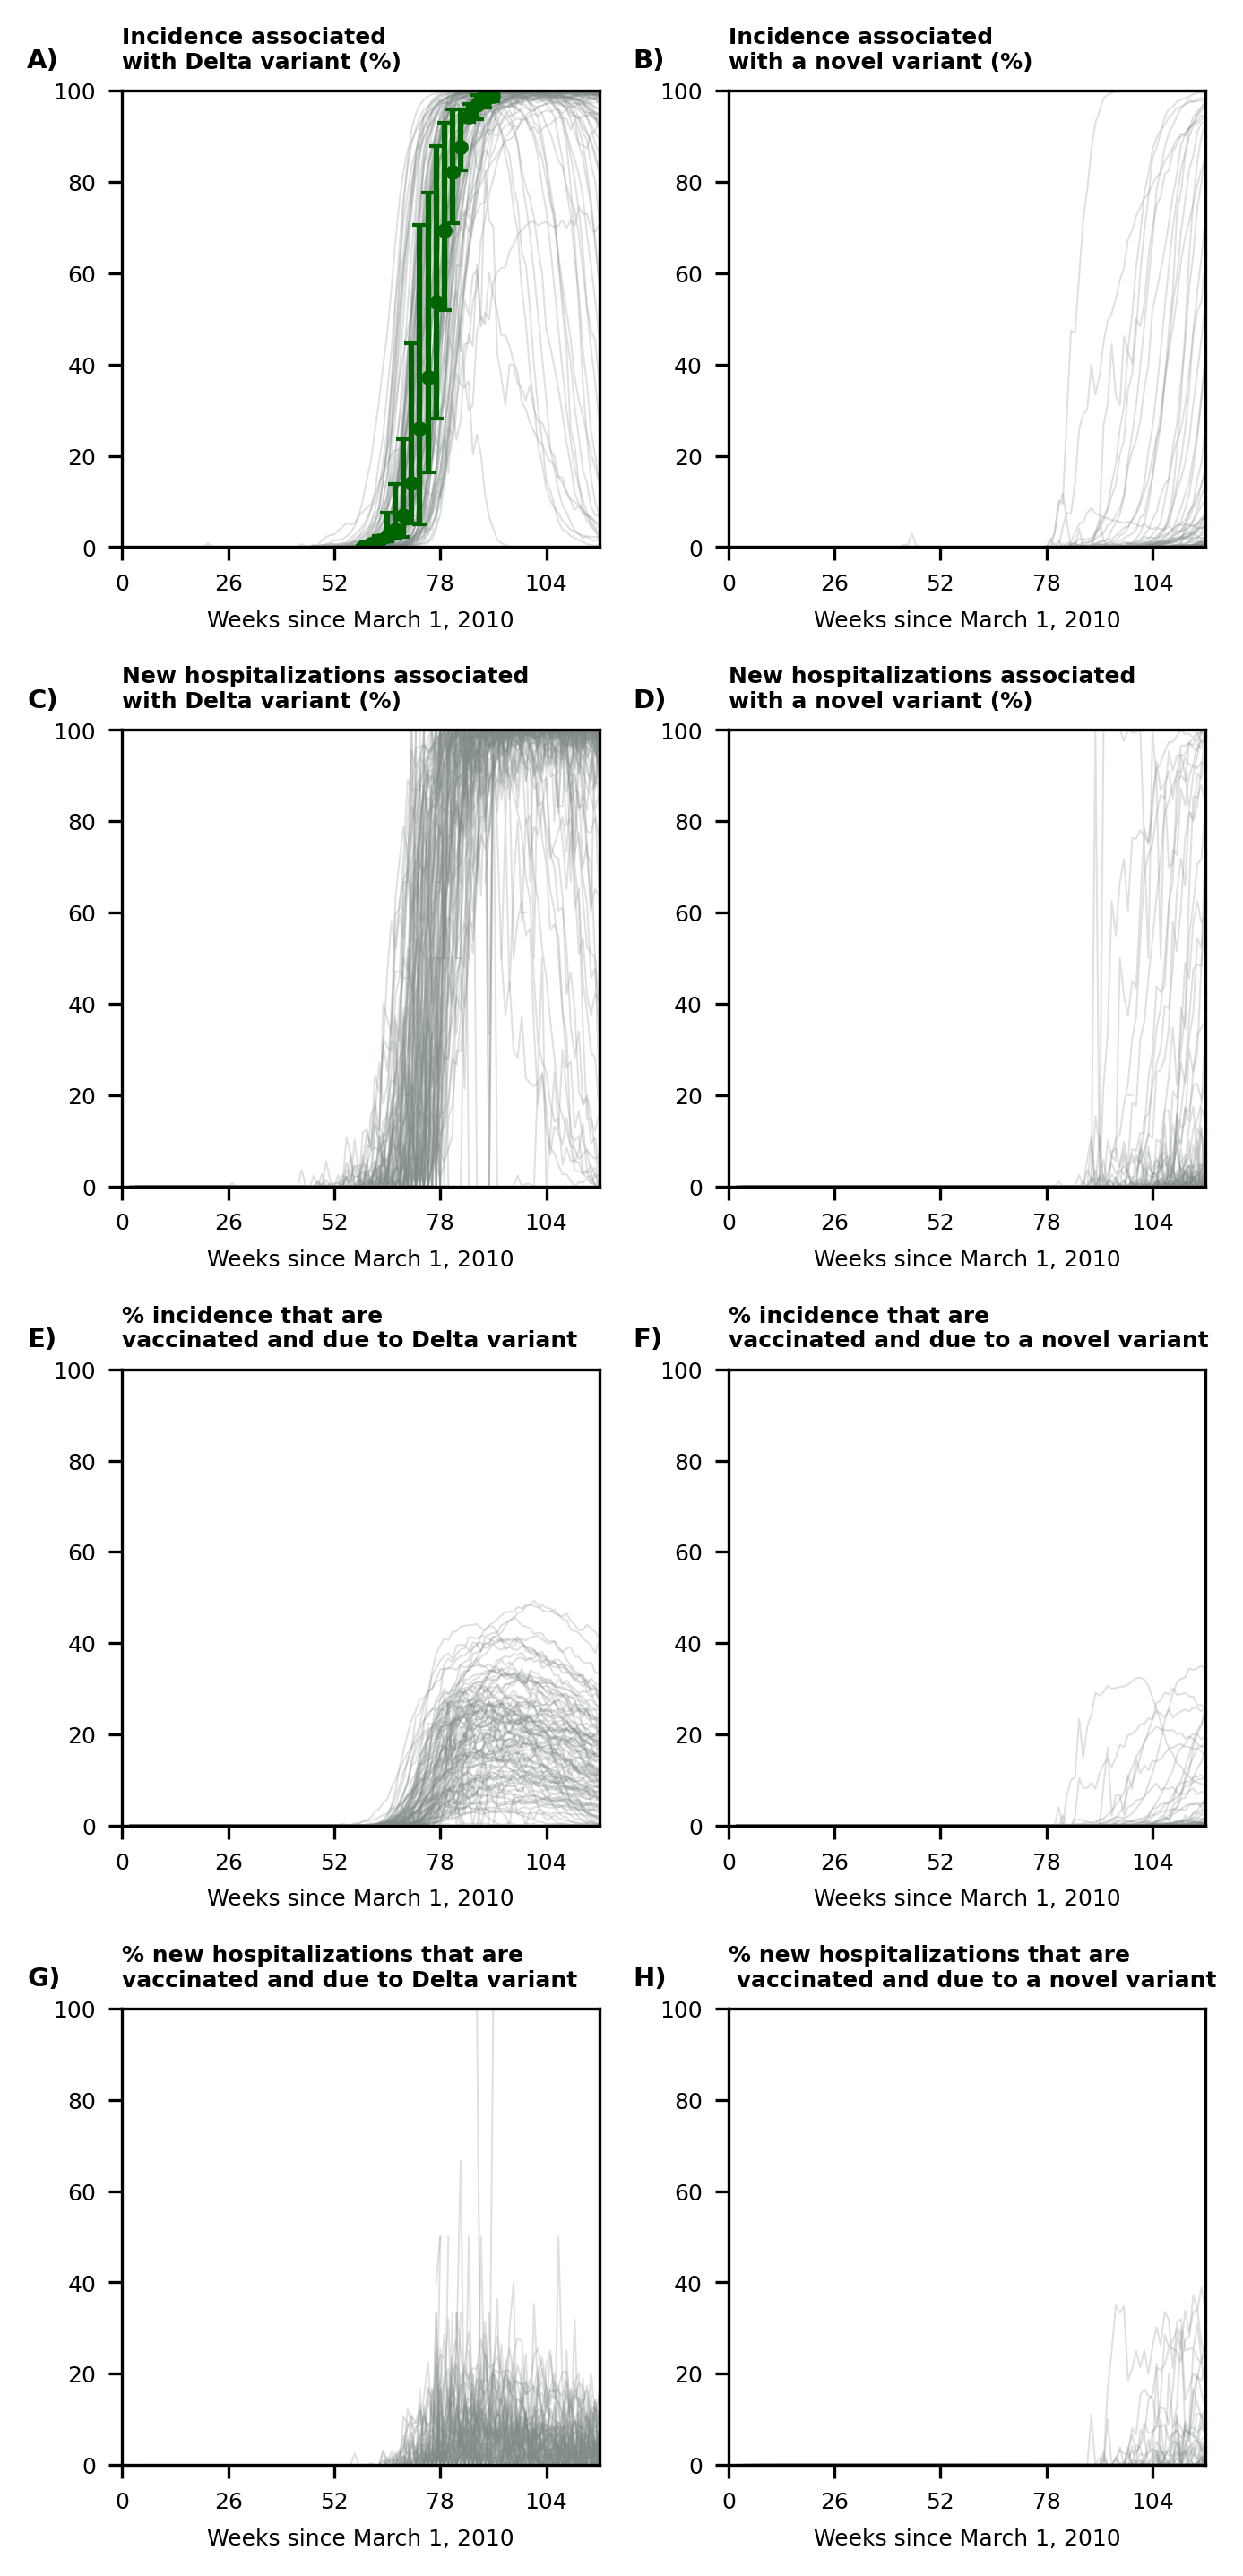 A)
Incidence associated
with Delta variant (%)
100
80
60
40
20
0
0 26 52 78 104
Weeks since March 1, 2010
B)
Incidence associated
with a novel variant (%)
100
80
60
40
20
0
0 26 52 78 104
Weeks since March 1, 2010
C)
New hospitalizations associated
with Delta variant (%)
100
80
60
40
20
0
0 26 52 78 104
Weeks since March 1, 2010
D)
New hospitalizations associated
with a novel variant (%)
100
80
60
40
20
0
0 26 52 78 104
Weeks since March 1, 2010
E)
% incidence that are
vaccinated and due to Delta variant
100
80
60
40
20
0
0 26 52 78 104
Weeks since March 1, 2010
F)
% incidence that are
vaccinated and due to a novel variant
100
80
60
40
20
0
0 26 52 78 104
Weeks since March 1, 2010
G)
% new hospitalizations that are
vaccinated and due to Delta variant
100
80
60
40
20
0
0 26 52 78 104
Weeks since March 1, 2010
H)
% new hospitalizations that are
vaccinated and due to a novel variant
100
80
60
40
20
0
0 26 52 78 104
Weeks since March 1, 2010